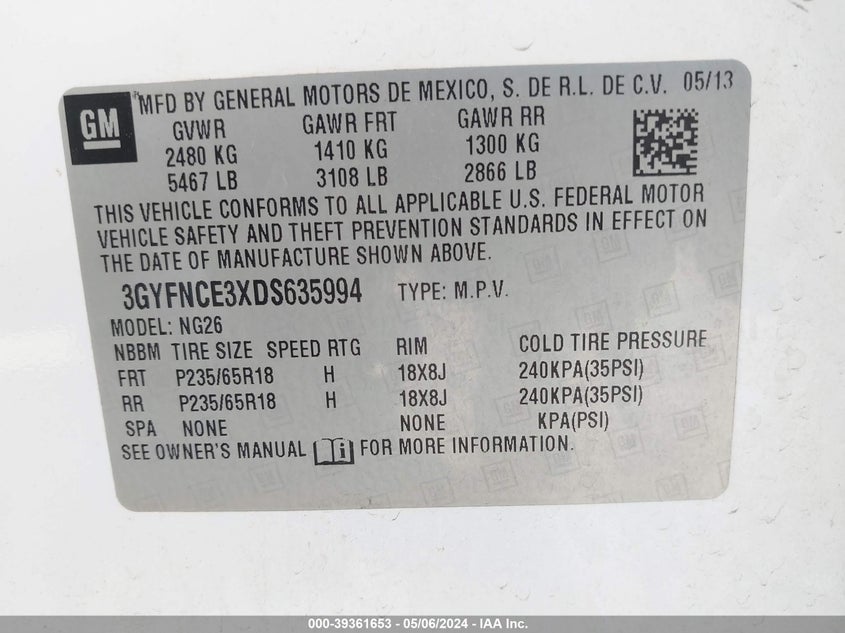 GM
MFD BY GENERAL MOTORS DE MEXICO, S. DE R.L. DE C.V. 05/13
GVWR GAWR FRT GAWR RR
2480 KG 1410 KG 1300 KG
5467 LB 3108 LB 2866 LB
THIS VEHICLE CONFORMS TO ALL APPLICABLE U.S. FEDERAL MOTOR
VEHICLE SAFETY AND THEFT PREVENTION STANDARDS IN EFFECT ON
THE DATE OF MANUFACTURE SHOWN ABOVE.
3GYFNCE3XDS635994 TYPE: M.P.V.
MODEL: NG26
NBBM TIRE SIZE SPEED RTG RIM COLD TIRE PRESSURE
FRT P235/65R18 H 18X8J 240KPA(35PSI)
RR P235/65R18 H 18X8J 240KPA(35PSI)
SPA NONE NONE KPA(PSI)
SEE OWNER'S MANUAL FOR MORE INFORMATION.
000-39361653 - 05/06/2024 - IAA Inc.